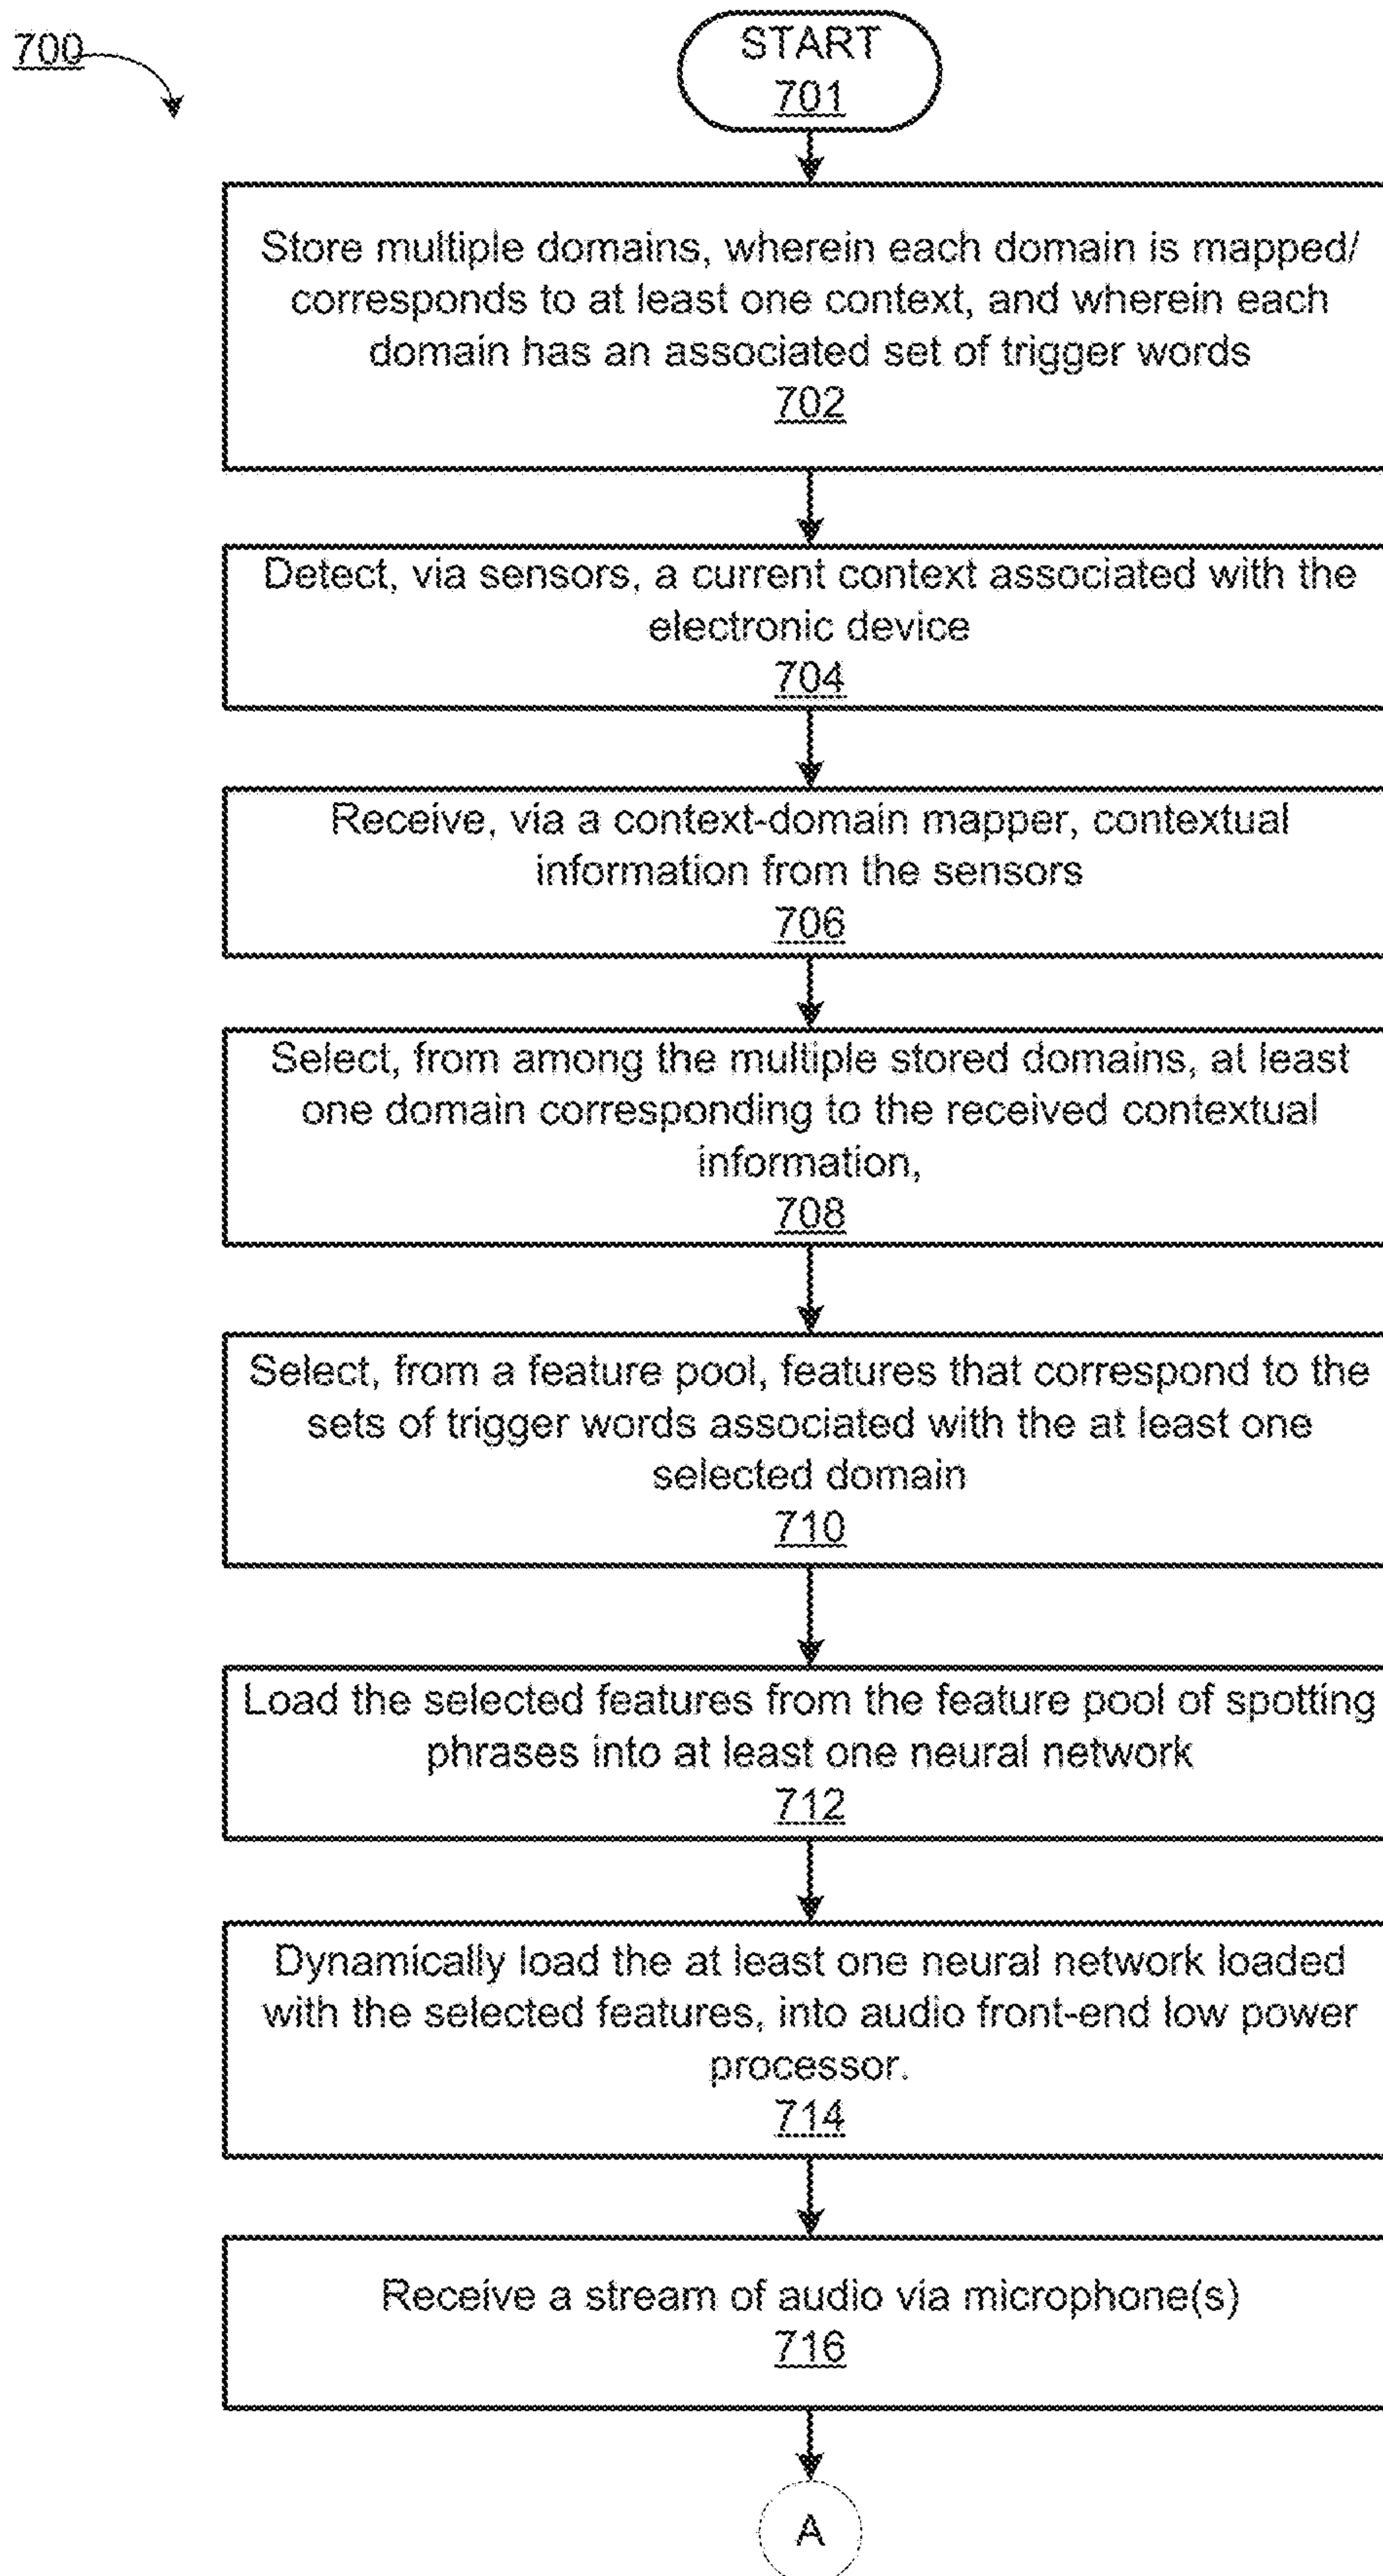 700
START
701
Store multiple domains, wherein each domain is mapped/
corresponds to at least one context, and wherein each
domain has an associated set of trigger words
702
Detect, via sensors, a current context associated with the
electronic device
704
Receive, via a context-domain mapper, contextual
information from the sensors
706
Select, from among the multiple stored domains, at least
one domain corresponding to the received contextual
information,
708
Select, from a feature pool, features that correspond to the
sets of trigger words associated with the at least one
selected domain
710
Load the selected features from the feature pool of spotting
phrases into at least one neural network
712
Dynamically load the at least one neural network loaded
with the selected features, into audio front-end low power
processor.
714
Receive a stream of audio via microphone(s)
716
A